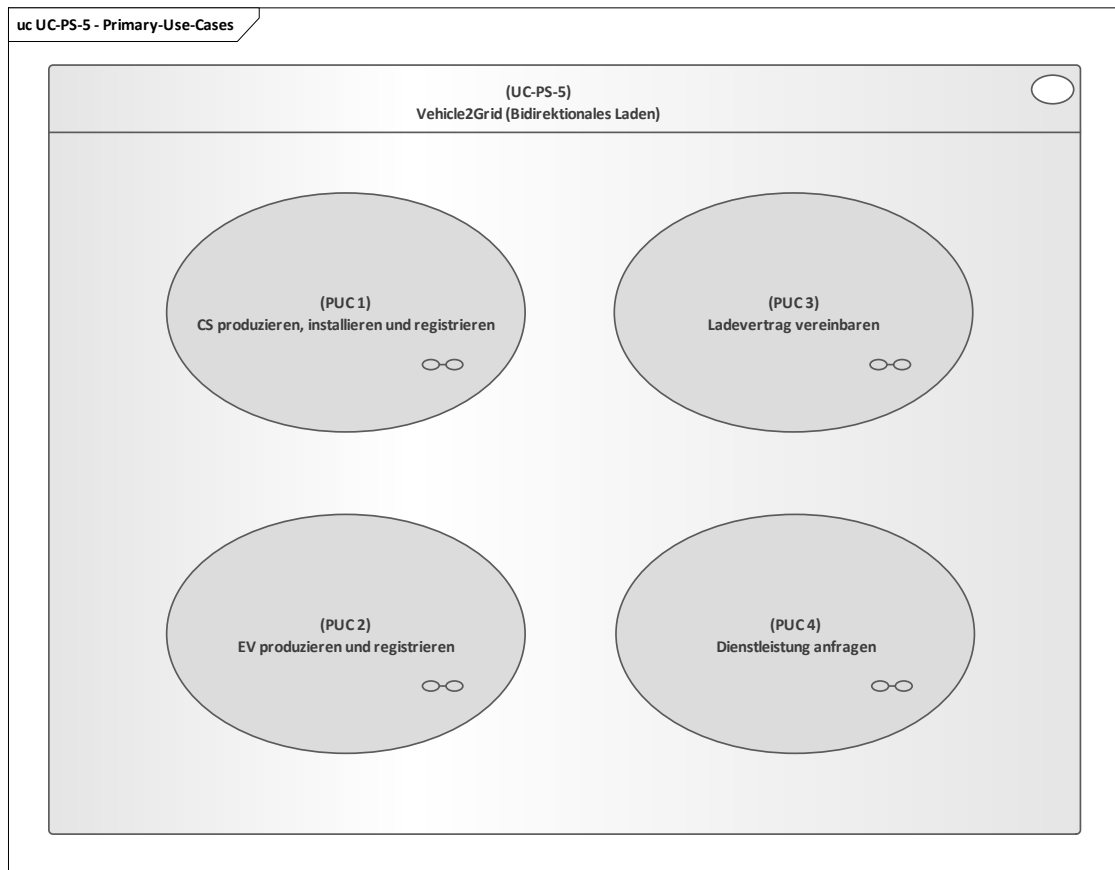 uc UC-PS-5 - Primary-Use-Cases
(UC-PS-5)
Vehicle2Grid (Bidirektionales Laden)
(PUC 1)
CS produzieren, installieren und registrieren
(PUC 3)
Ladevertrag vereinbaren
(PUC 2)
EV produzieren und registrieren
(PUC 4)
Dienstleistung anfragen